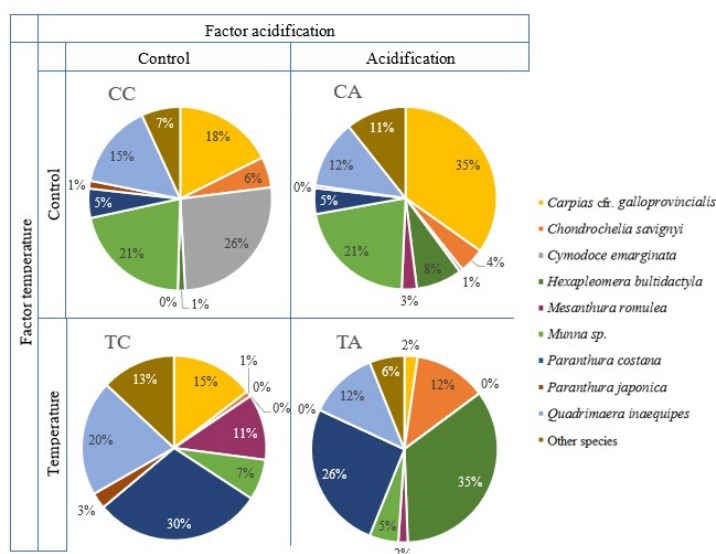 Factor acidification
Control
Acidification
Factor temperature
Control
CC
7%
18%
6%
26%
1%
0%
21%
5%
1%
15%
CA
11%
35%
4%
1%
8%
3%
21%
5%
0%
12%
Temperature
TC
13%
15%
1%
0%
0%
11%
7%
30%
3%
20%
TA
6%
2%
12%
0%
35%
2%
5%
26%
0%
12%
Carpias cfr. galloprovincialis
Chondrochelia savignyi
Cymodoce emarginata
Hexapleomera bultidactyla
Mesanthura romulea
Munna sp.
Paranthura costana
Paranthura japonica
Quadrimaera inaequipes
Other species